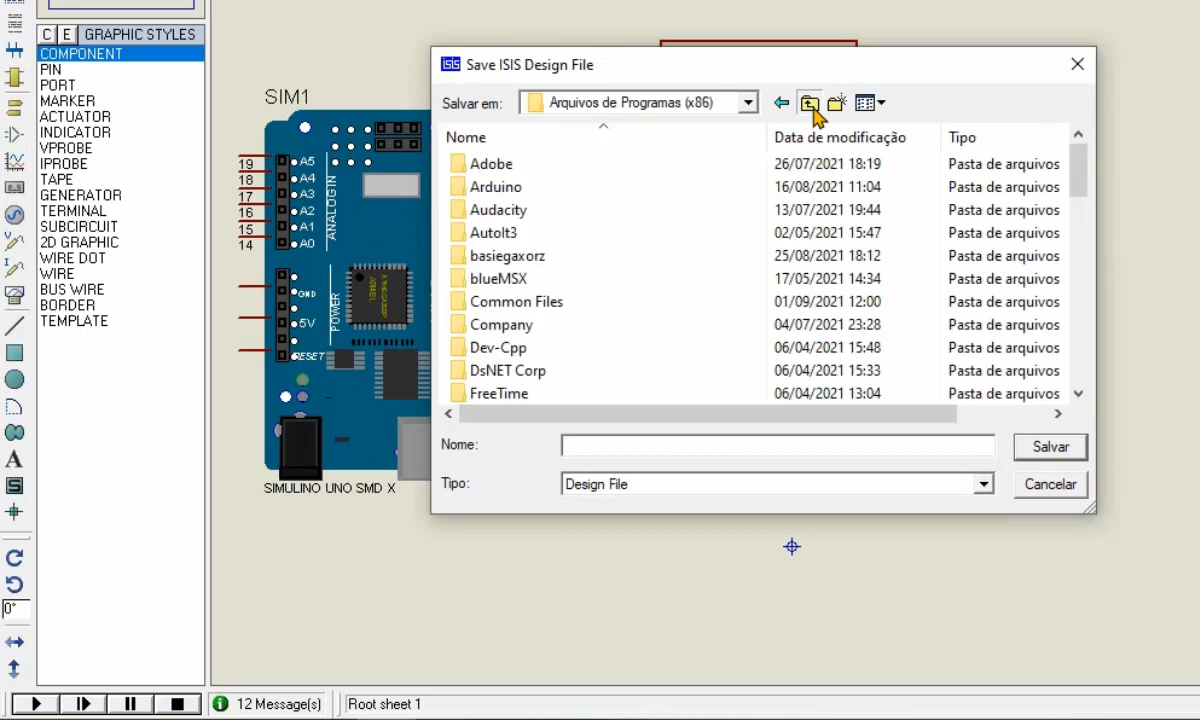 C E GRAPHIC STYLES
COMPONENT
PIN
PORT
MARKER
ACTUATOR
INDICATOR
VPROBE
IPROBE
TAPE
GENERATOR
TERMINAL
SUBCIRCUIT
2D GRAPHIC
WIRE DOT
WIRE
BUS WIRE
BORDER
TEMPLATE
A
S
0°
SIM1
19 A5
18 A4
17 A3
16 A2
15 A1
14 A0
ANALOG IN
GND
5V
RESET
POWER
ATMEL
SIMULINO UNO SMD X
ISIS Save ISIS Design File
Salvar em: Arquivos de Programas (x86)
Nome Data de modificação Tipo
Adobe 26/07/2021 18:19 Pasta de arquivos
Arduino 16/08/2021 11:04 Pasta de arquivos
Audacity 13/07/2021 19:44 Pasta de arquivos
AutoIt3 02/05/2021 15:47 Pasta de arquivos
basiegaxorz 25/08/2021 18:12 Pasta de arquivos
blueMSX 17/05/2021 14:34 Pasta de arquivos
Common Files 01/09/2021 12:00 Pasta de arquivos
Company 04/07/2021 23:28 Pasta de arquivos
Dev-Cpp 06/04/2021 15:48 Pasta de arquivos
DsNET Corp 06/04/2021 15:33 Pasta de arquivos
FreeTime 06/04/2021 13:04 Pasta de arquivos
Nome: Salvar
Tipo: Design File Cancelar
12 Message(s) Root sheet 1